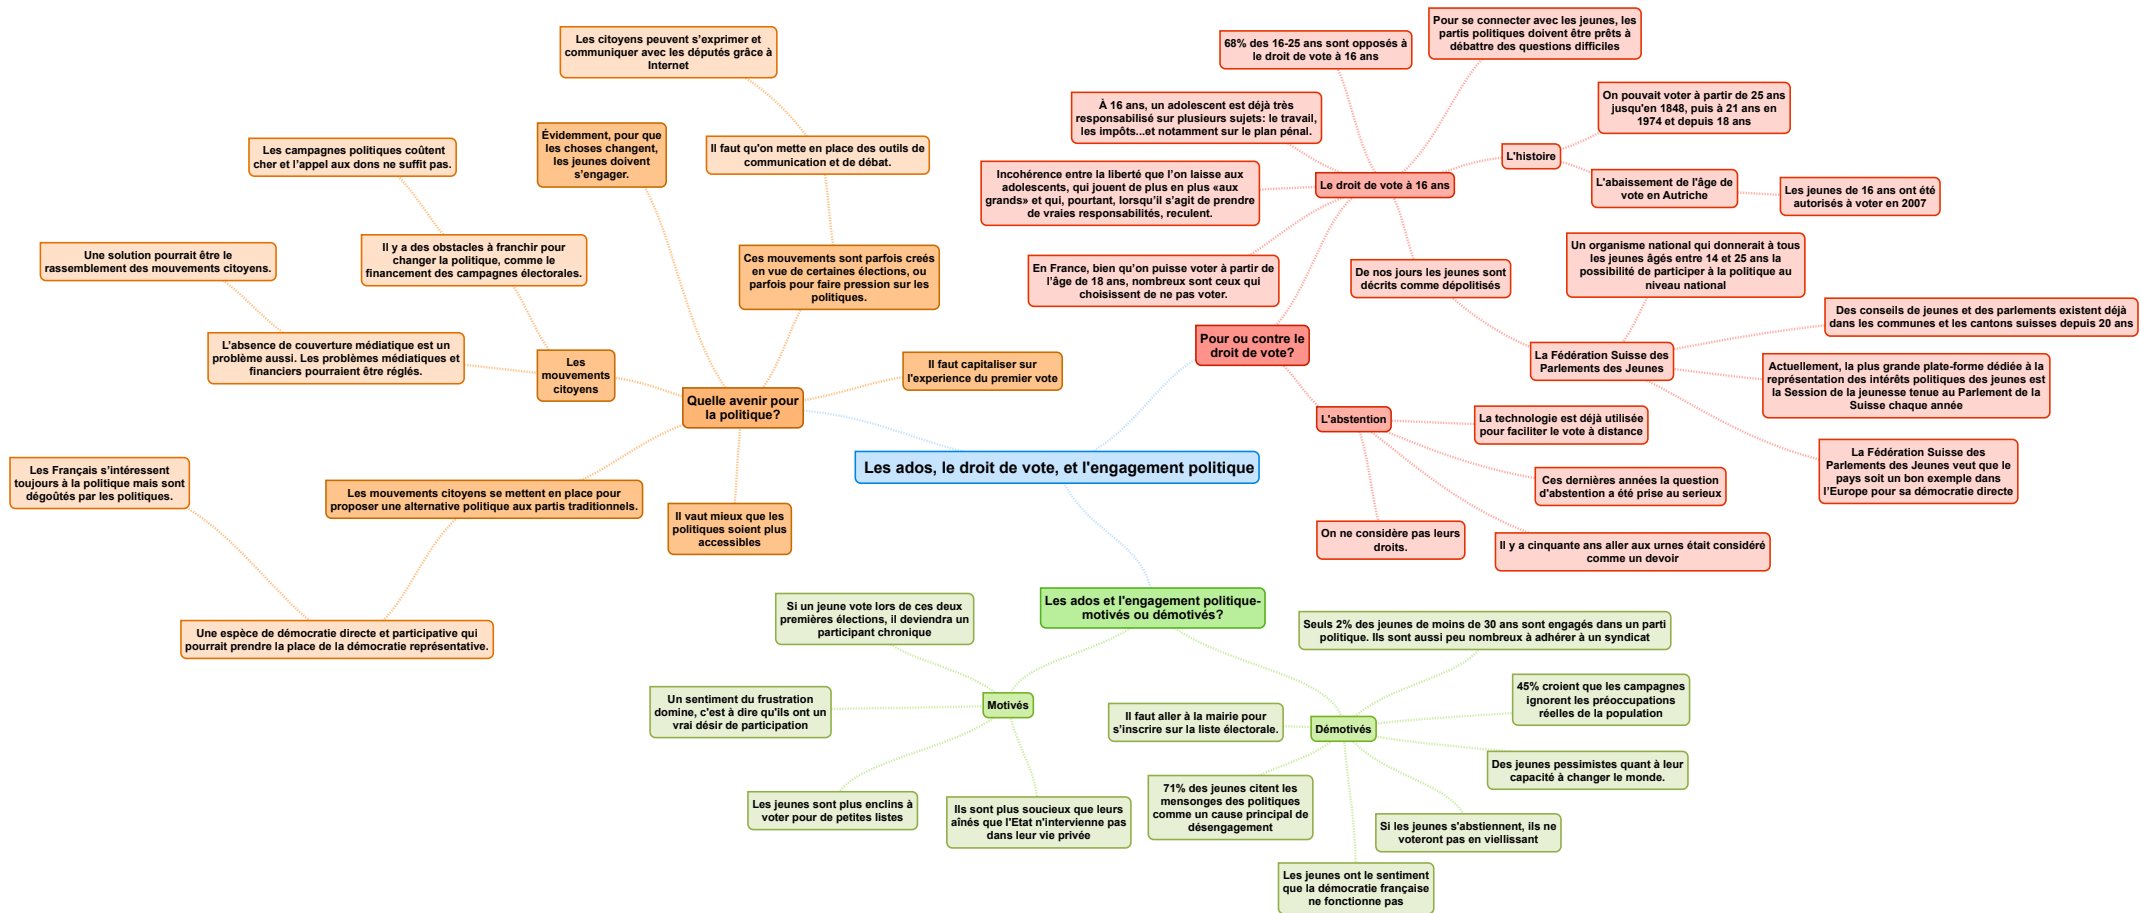 Les citoyens peuvent s'exprimer et
communiquer avec les députés grâce à
Internet
Évidemment, pour que
les choses changent,
les jeunes doivent
s'engager.
Il faut qu'on mette en place des outils de
communication et de débat.
Les campagnes politiques coûtent
cher et l'appel aux dons ne suffit pas.
Il y a des obstacles à franchir pour
changer la politique, comme le
financement des campagnes électorales.
Une solution pourrait être le
rassemblement des mouvements citoyens.
Ces mouvements sont parfois creés
en vue de certaines élections, ou
parfois pour faire pression sur les
politiques.
L'absence de couverture médiatique est un
problème aussi. Les problèmes médiatiques et
financiers pourraient être réglés.
Les
mouvements
citoyens
Il faut capitaliser sur
l'experience du premier vote
Quelle avenir pour
la politique?
Les Français s'intéressent
toujours à la politique mais sont
dégoûtés par les politiques.
Les mouvements citoyens se mettent en place pour
proposer une alternative politique aux partis traditionnels.
Il vaut mieux que les
politiques soient plus
accessibles
Une espèce de démocratie directe et participative qui
pourrait prendre la place de la démocratie représentative.
Pour se connecter avec les jeunes, les
partis politiques doivent être prêts à
débattre des questions difficiles
68% des 16-25 ans sont opposés à
le droit de vote à 16 ans
À 16 ans, un adolescent est déjà très
responsabilisé sur plusieurs sujets: le travail,
les impôts...et notamment sur le plan pénal.
On pouvait voter à partir de 25 ans
jusqu'en 1848, puis à 21 ans en
1974 et depuis 18 ans
L'histoire
Le droit de vote à 16 ans
L'abaissement de l'âge de
vote en Autriche
Les jeunes de 16 ans ont été
autorisés à voter en 2007
Incohérence entre la liberté que l'on laisse aux
adolescents, qui jouent de plus en plus «aux
grands» et qui, pourtant, lorsqu'il s'agit de prendre
de vraies responsabilités, reculent.
En France, bien qu'on puisse voter à partir de
l'âge de 18 ans, nombreux sont ceux qui
choisissent de ne pas voter.
De nos jours les jeunes sont
décrits comme dépolitisés
Un organisme national qui donnerait à tous
les jeunes âgés entre 14 et 25 ans la
possibilité de participer à la politique au
niveau national
Des conseils de jeunes et des parlements existent déjà
dans les communes et les cantons suisses depuis 20 ans
Pour ou contre le
droit de vote?
La Fédération Suisse des
Parlements des Jeunes
Actuellement, la plus grande plate-forme dédiée à la
représentation des intérêts politiques des jeunes est
la Session de la jeunesse tenue au Parlement de la
Suisse chaque année
L'abstention
La technologie est déjà utilisée
pour faciliter le vote à distance
La Fédération Suisse des
Parlements des Jeunes veut que le
pays soit un bon exemple dans
l'Europe pour sa démocratie directe
Ces dernières années la question
d'abstention a été prise au serieux
On ne considère pas leurs
droits.
Il y a cinquante ans aller aux urnes était considéré
comme un devoir
Les ados, le droit de vote, et l'engagement politique
Les ados et l'engagement politique-
motivés ou démotivés?
Si un jeune vote lors de ces deux
premières élections, il deviendra un
participant chronique
Un sentiment du frustration
domine, c'est à dire qu'ils ont un
vrai désir de participation
Motivés
Les jeunes sont plus enclins à
voter pour de petites listes
Ils sont plus soucieux que leurs
aînés que l'Etat n'intervienne pas
dans leur vie privée
Seuls 2% des jeunes de moins de 30 ans sont engagés dans un parti
politique. Ils sont aussi peu nombreux à adhérer à un syndicat
45% croient que les campagnes
ignorent les préoccupations
réelles de la population
Il faut aller à la mairie pour
s'inscrire sur la liste électorale.
Démotivés
Des jeunes pessimistes quant à leur
capacité à changer le monde.
71% des jeunes citent les
mensonges des politiques
comme un cause principal de
désengagement
Si les jeunes s'abstiennent, ils ne
voteront pas en viellissant
Les jeunes ont le sentiment
que la démocratie française
ne fonctionne pas